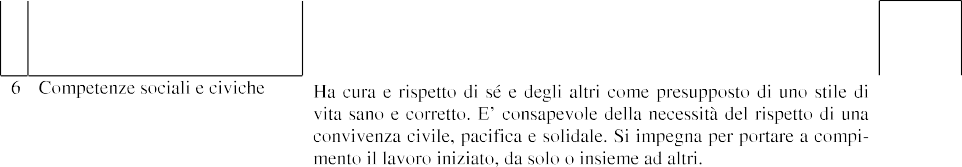 6 Competenze sociali e civiche
Ha cura e rispetto di sé e degli altri come presupposto di uno stile di
vita sano e corretto. E' consapevole della necessità del rispetto di una
convivenza civile, pacifica e solidale. Si impegna per portare a compi-
mento il lavoro iniziato, da solo o insieme ad altri.